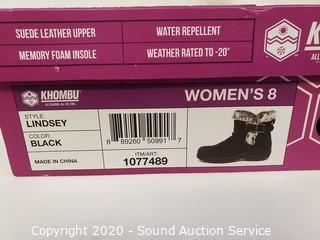 SUEDE LEATHER UPPER
WATER REPELLENT
MEMORY FOAM INSOLE
WEATHER RATED TO -20°
KHOMBU
WOMEN'S 8
STYLE:
LINDSEY
COLOR:
BLACK
MADE IN CHINA
8 89260 50991 7
ITM/ART
1077489
Copyright 2020 - Sound Auction Service